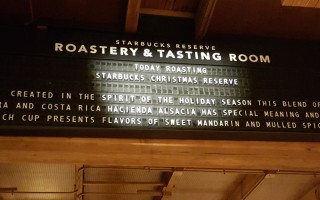 STARBUCKS RESERVE
ROASTERY & TASTING ROOM
TODAY ROASTING
STARBUCKS CHRISTMAS RESERVE
CREATED IN THE SPIRIT OF THE HOLIDAY SEASON THIS BLEND OF
RA AND COSTA RICA HACIENDA ALSACIA HAS SPECIAL MEANING AND
CH CUP PRESENTS FLAVORS OF SWEET MANDARIN AND MULLED SPIC